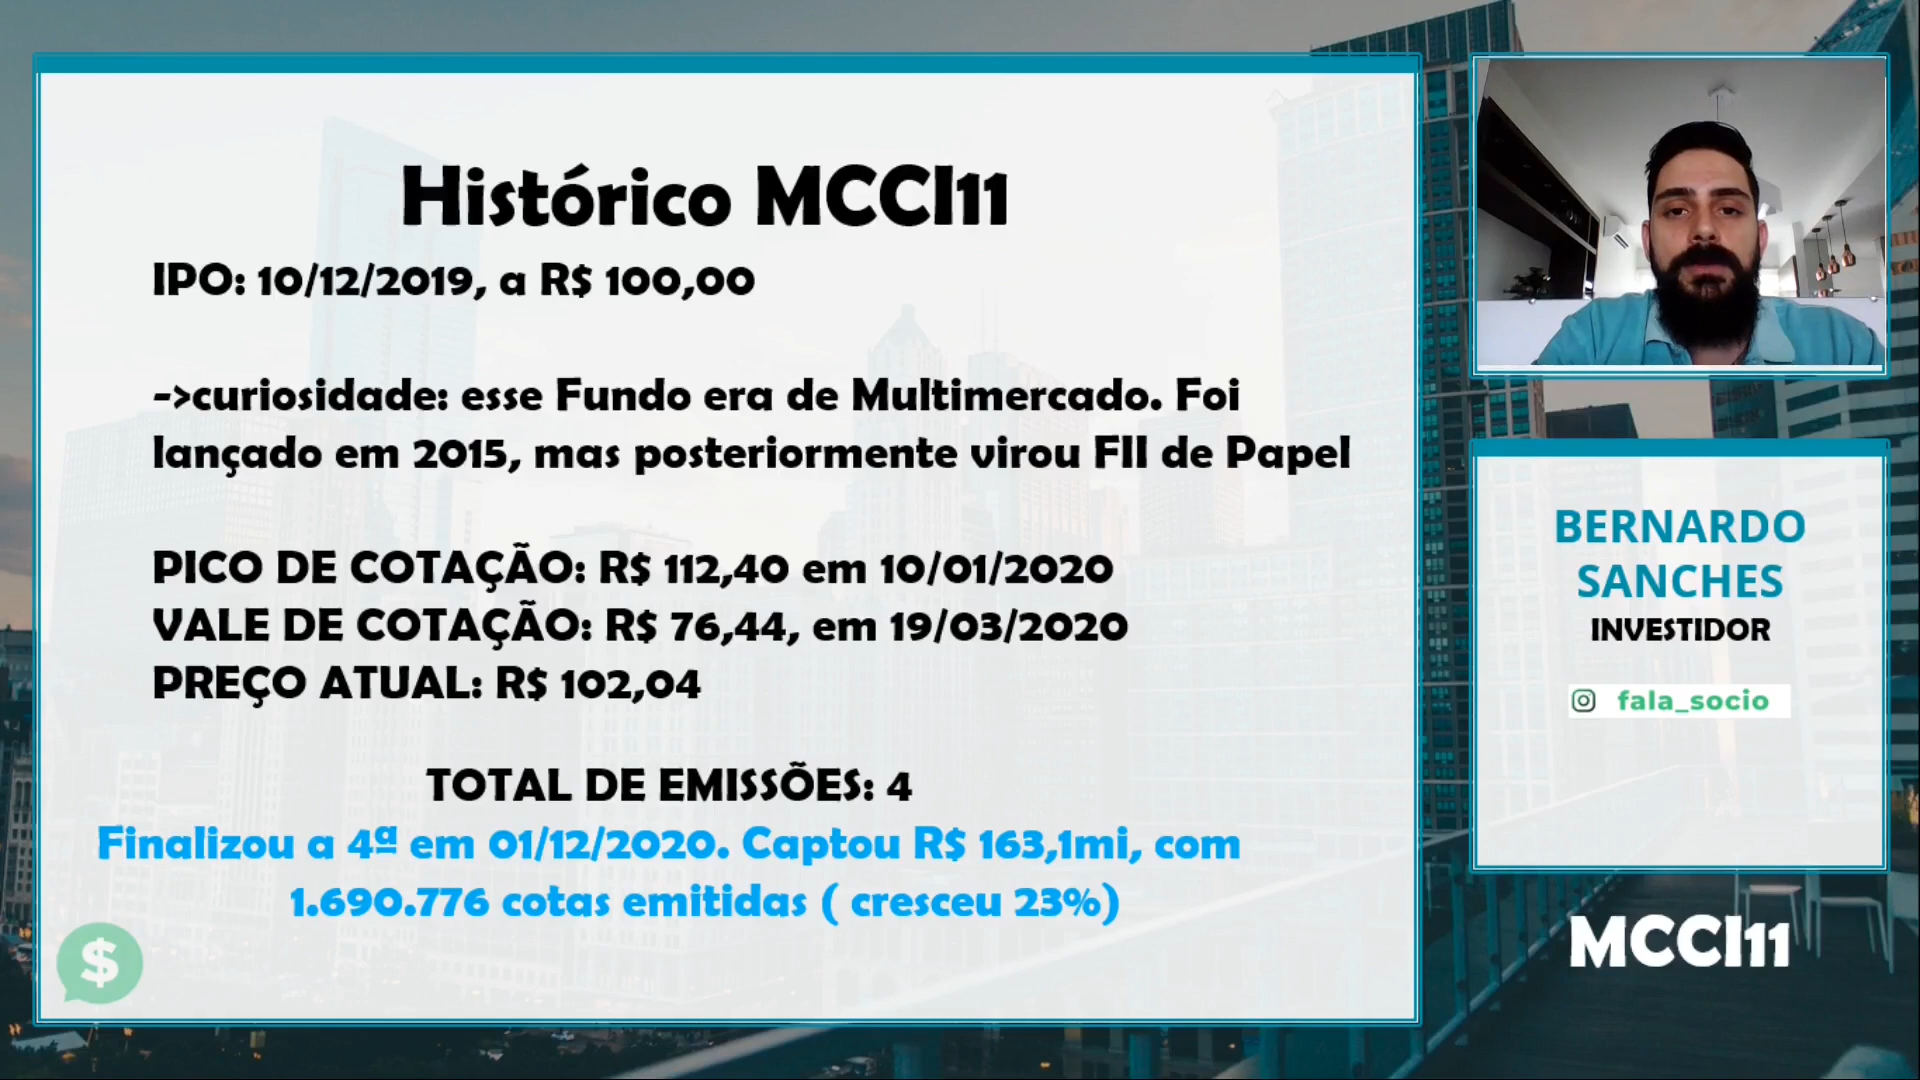 Histórico MCCI11
IPO: 10/12/2019, a R$ 100,00
->curiosidade: esse Fundo era de Multimercado. Foi
lançado em 2015, mas posteriormente virou FII de Papel
PICO DE COTAÇÃO: R$ 112,40 em 10/01/2020
VALE DE COTAÇÃO: R$ 76,44, em 19/03/2020
PREÇO ATUAL: R$ 102,04
TOTAL DE EMISSÕES: 4
Finalizou a 4ª em 01/12/2020. Captou R$ 163,1mi, com
1.690.776 cotas emitidas ( cresceu 23%)
$
BERNARDO
SANCHES
INVESTIDOR
fala_socio
MCCI11